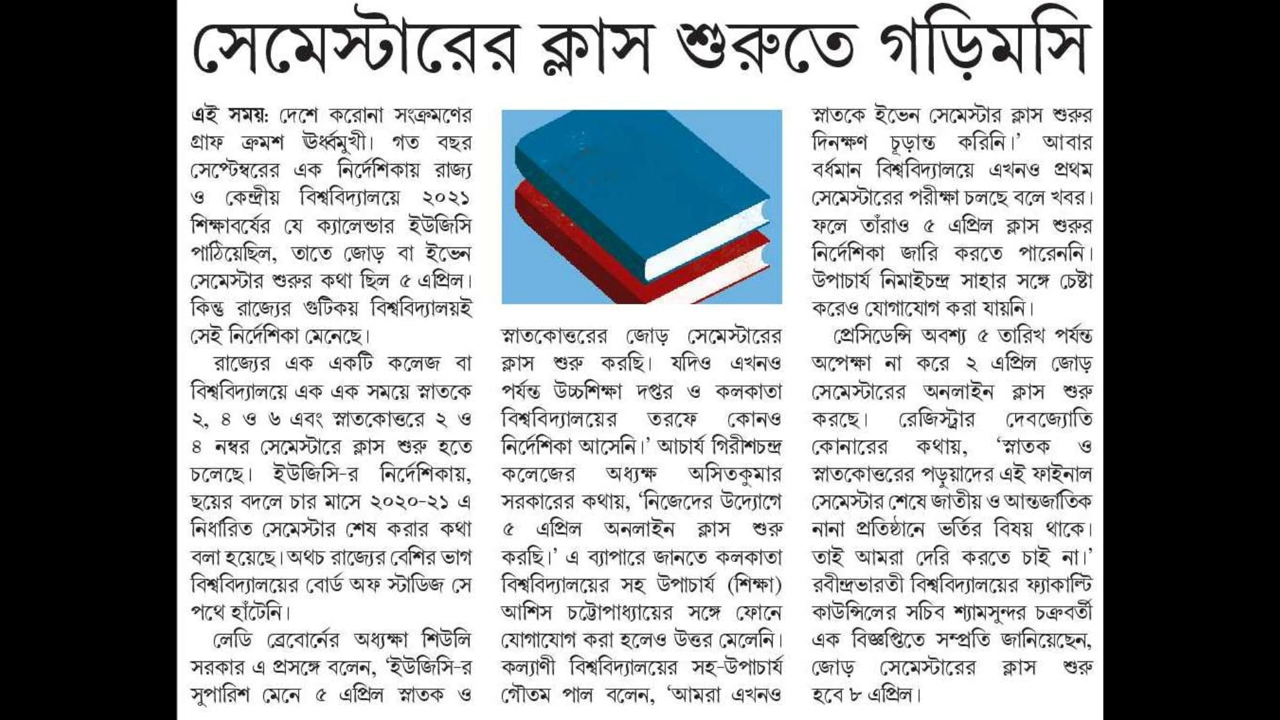 সেমেস্টারের ক্লাস শুরুতে গড়িমসি
এই সময়: দেশে করোনা সংক্রমণের
গ্রাফ ক্রমশ ঊর্ধ্বমুখী। গত বছর
সেপ্টেম্বরের এক নির্দেশিকায় রাজ্য
ও কেন্দ্রীয় বিশ্ববিদ্যালয়ে ২০২১
শিক্ষাবর্ষের যে ক্যালেন্ডার ইউজিসি
পাঠিয়েছিল, তাতে জোড় বা ইভেন
সেমেস্টার শুরুর কথা ছিল ৫ এপ্রিল।
কিন্তু রাজ্যের গুটিকয় বিশ্ববিদ্যালয়ই
সেই নির্দেশিকা মেনেছে।
রাজ্যের এক একটি কলেজ বা
বিশ্ববিদ্যালয়ে এক এক সময়ে স্নাতকে
২, ৪ ও ৬ এবং স্নাতকোত্তরে ২ ও
৪ নম্বর সেমেস্টারে ক্লাস শুরু হতে
চলেছে। ইউজিসি-র নির্দেশিকায়,
ছয়ের বদলে চার মাসে ২০২০-২১ এ
নির্ধারিত সেমেস্টার শেষ করার কথা
বলা হয়েছে। অথচ রাজ্যের বেশির ভাগ
বিশ্ববিদ্যালয়ের বোর্ড অফ স্টাডিজ সে
পথে হাঁটেনি।
লেডি ব্রেবোর্নের অধ্যক্ষা শিউলি
সরকার এ প্রসঙ্গে বলেন, ‘ইউজিসি-র
সুপারিশ মেনে ৫ এপ্রিল স্নাতক ও
স্নাতকোত্তরের জোড় সেমেস্টারের
ক্লাস শুরু করছি। যদিও এখনও
পর্যন্ত উচ্চশিক্ষা দপ্তর ও কলকাতা
বিশ্ববিদ্যালয়ের তরফে কোনও
নির্দেশিকা আসেনি।’ আচার্য গিরীশচন্দ্র
কলেজের অধ্যক্ষ অসিতকুমার
সরকারের কথায়, ‘নিজেদের উদ্যোগে
৫ এপ্রিল অনলাইন ক্লাস শুরু
করছি।’ এ ব্যাপারে জানতে কলকাতা
বিশ্ববিদ্যালয়ের সহ উপাচার্য (শিক্ষা)
আশিস চট্টোপাধ্যায়ের সঙ্গে ফোনে
যোগাযোগ করা হলেও উত্তর মেলেনি।
কল্যাণী বিশ্ববিদ্যালয়ের সহ-উপাচার্য
গৌতম পাল বলেন, ‘আমরা এখনও
স্নাতকে ইভেন সেমেস্টার ক্লাস শুরুর
দিনক্ষণ চূড়ান্ত করিনি।’ আবার
বর্ধমান বিশ্ববিদ্যালয়ে এখনও প্রথম
সেমেস্টারের পরীক্ষা চলছে বলে খবর।
ফলে তাঁরাও ৫ এপ্রিল ক্লাস শুরুর
নির্দেশিকা জারি করতে পারেননি।
উপাচার্য নিমাইচন্দ্র সাহার সঙ্গে চেষ্টা
করেও যোগাযোগ করা যায়নি।
প্রেসিডেন্সি অবশ্য ৫ তারিখ পর্যন্ত
অপেক্ষা না করে ২ এপ্রিল জোড়
সেমেস্টারের অনলাইন ক্লাস শুরু
করছে। রেজিস্ট্রার দেবজ্যোতি
কোনারের কথায়, ‘স্নাতক ও
স্নাতকোত্তরের পড়ুয়াদের এই ফাইনাল
সেমেস্টার শেষে জাতীয় ও আন্তর্জাতিক
নানা প্রতিষ্ঠানে ভর্তির বিষয় থাকে।
তাই আমরা দেরি করতে চাই না।’
রবীন্দ্রভারতী বিশ্ববিদ্যালয়ের ফ্যাকাল্টি
কাউন্সিলের সচিব শ্যামসুন্দর চক্রবর্তী
এক বিজ্ঞপ্তিতে সম্প্রতি জানিয়েছেন,
জোড় সেমেস্টারের ক্লাস শুরু
হবে ৮ এপ্রিল।